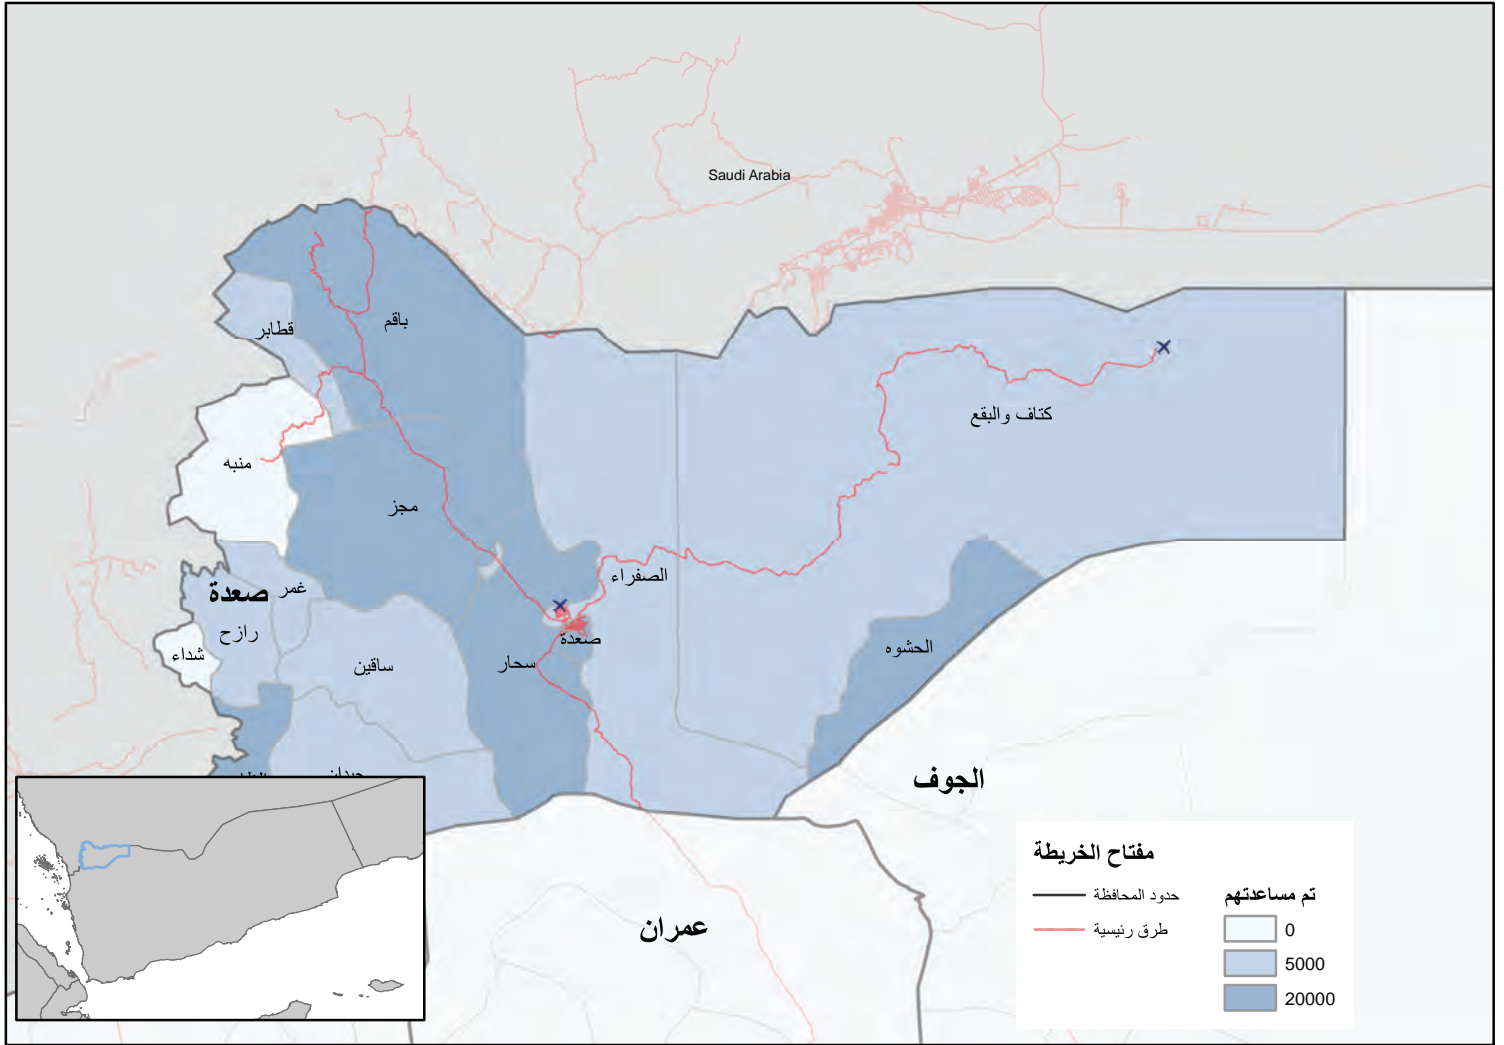 Saudi Arabia
باقم
قطابر
كتاف والبقع
منبه
مجز
الصفراء
غمر
صعدة
رازح
صعدة
الحشوه
شداء
ساقين
سحار
الجوف
عمران
مفتاح الخريطة
حدود المحافظة
طرق رئيسية
تم مساعدتهم
0
5000
20000